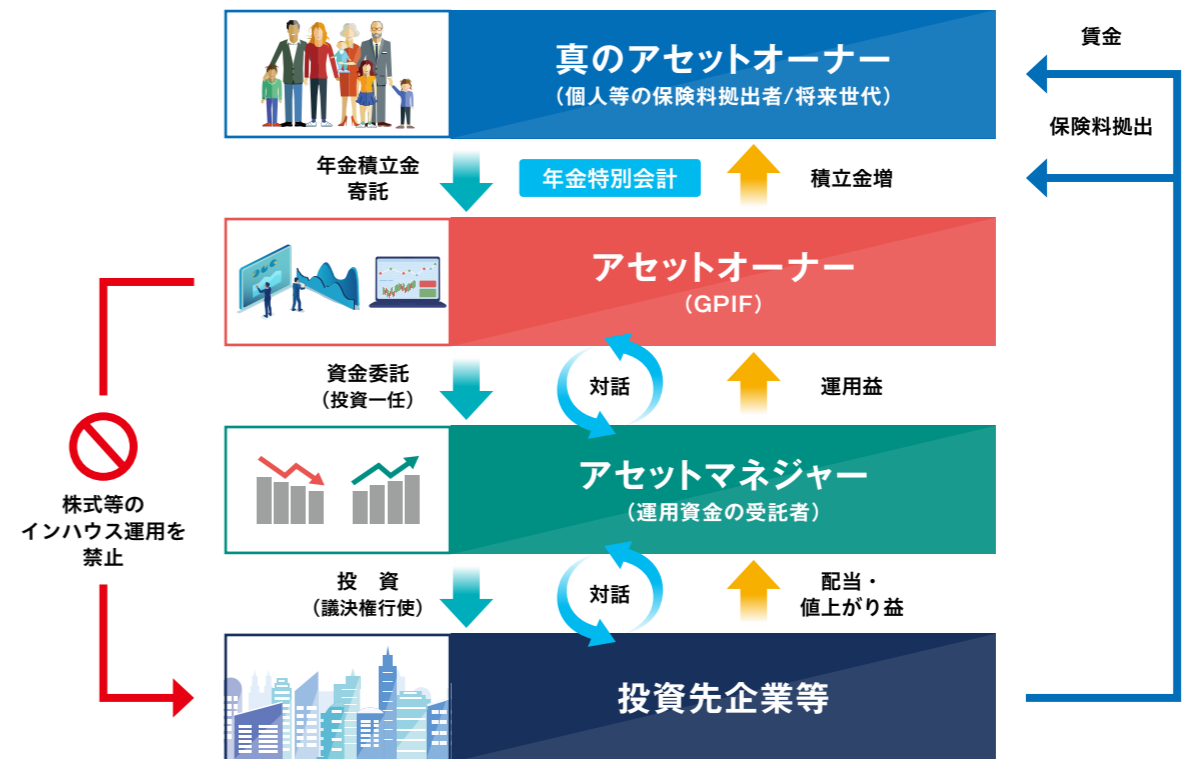 真のアセットオーナー
（個人等の保険料拠出者/将来世代）
賃金
保険料拠出
年金積立金
寄託
年金特別会計
積立金増
アセットオーナー
（GPIF）
資金委託
（投資一任）
対話
運用益
アセットマネジャー
（運用資金の受託者）
株式等の
インハウス運用を
禁止
投　資
（議決権行使）
対話
配当・
値上がり益
投資先企業等